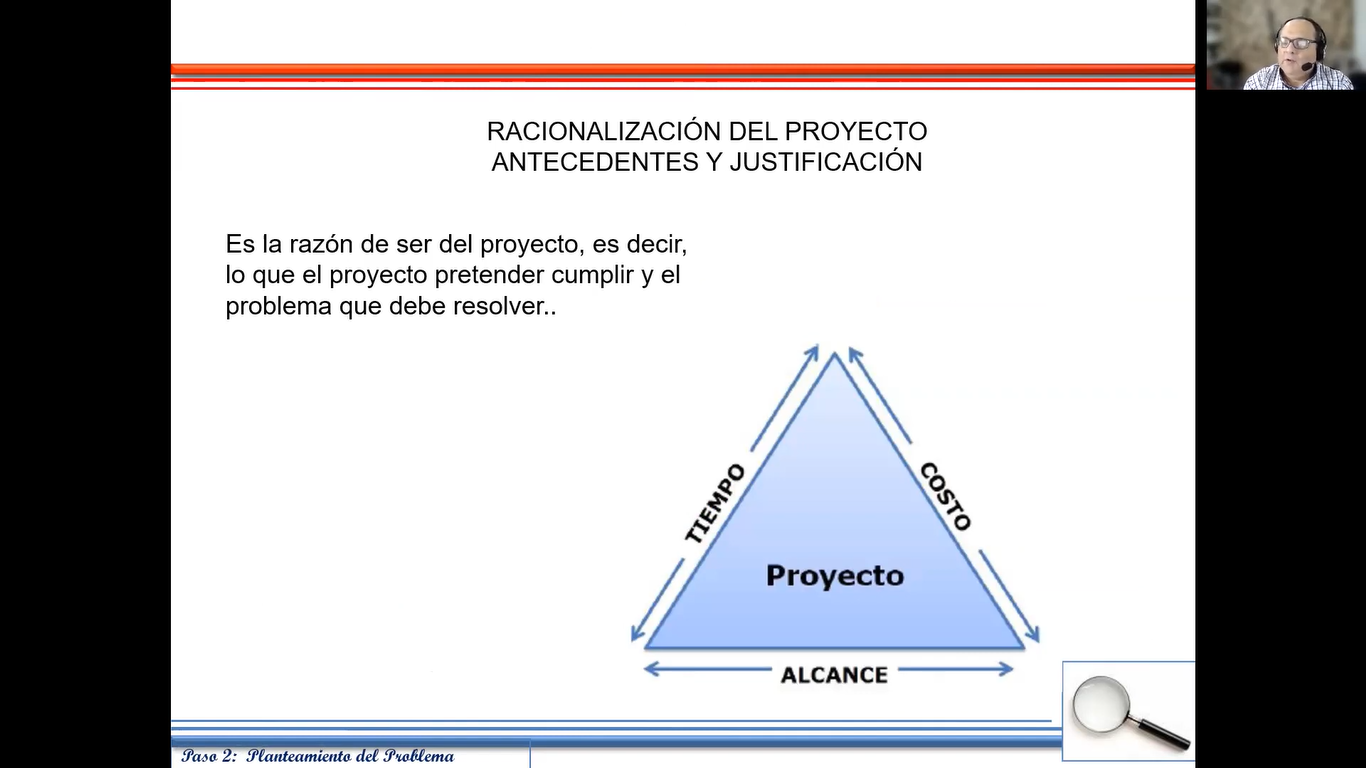 RACIONALIZACIÓN DEL PROYECTO
ANTECEDENTES Y JUSTIFICACIÓN
Es la razón de ser del proyecto, es decir,
lo que el proyecto pretender cumplir y el
problema que debe resolver..
TIEMPO
COSTO
Proyecto
ALCANCE
Paso 2: Planteamiento del Problema